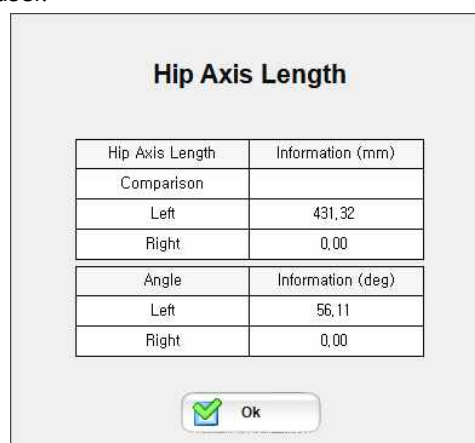 Hip Axis Length
Hip Axis Length Information (mm)
Comparison
Left 431,32
Right 0,00
Angle Information (deg)
Left 56,11
Right 0,00
Ok